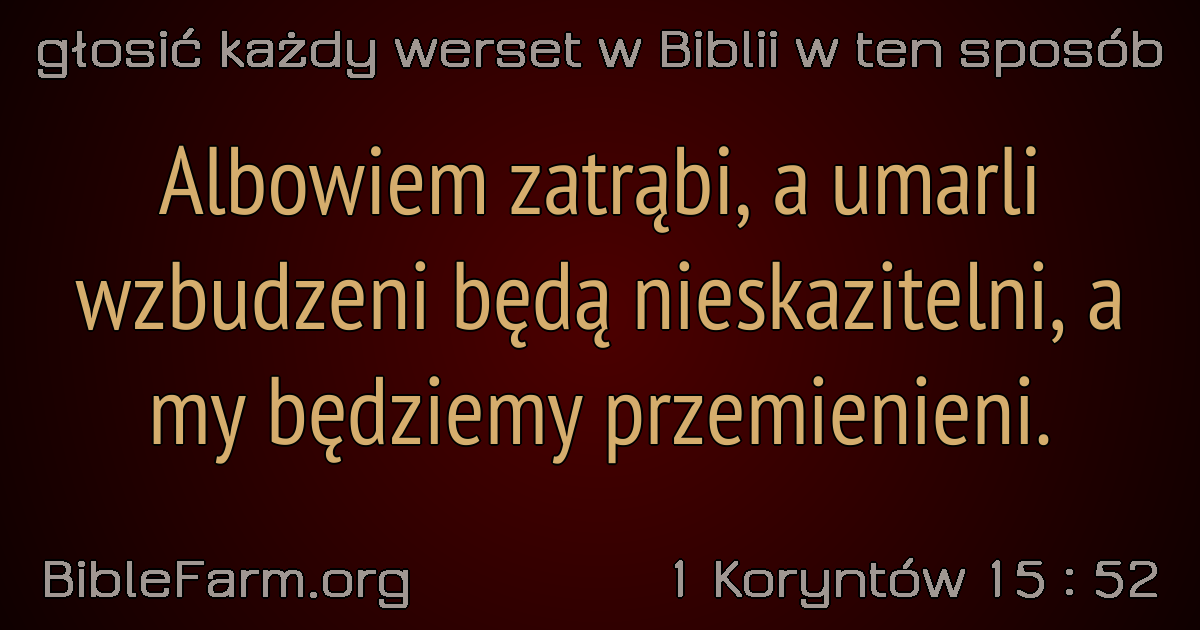 głosić każdy werset w Biblii w ten sposób
Albowiem zatrąbi, a umarli
wzbudzeni będą nieskazitelni, a
my będziemy przemienieni.
BibleFarm.org
1 Koryntów 15 : 52